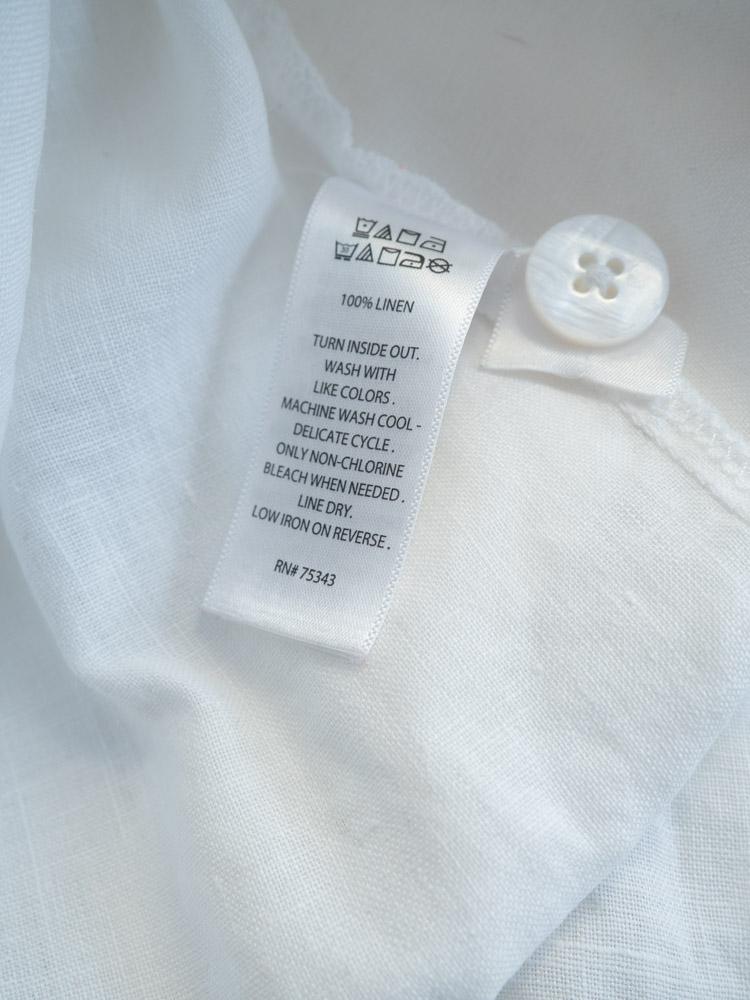 100% LINEN
TURN INSIDE OUT.
WASH WITH
LIKE COLORS .
MACHINE WASH COOL -
DELICATE CYCLE .
ONLY NON-CHLORINE
BLEACH WHEN NEEDED .
LINE DRY.
LOW IRON ON REVERSE .
RN# 75343